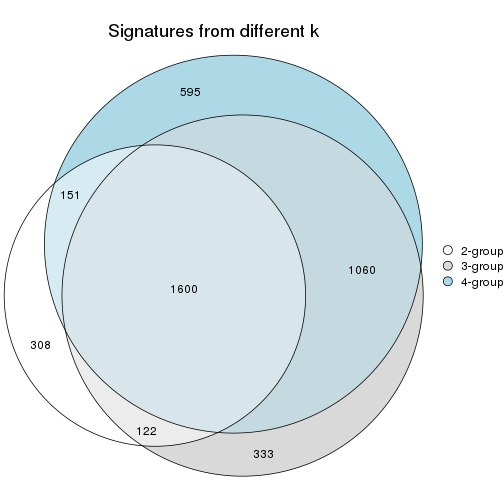 Signatures from different k
595
151
1060
1600
308
122
333
2-group
3-group
4-group